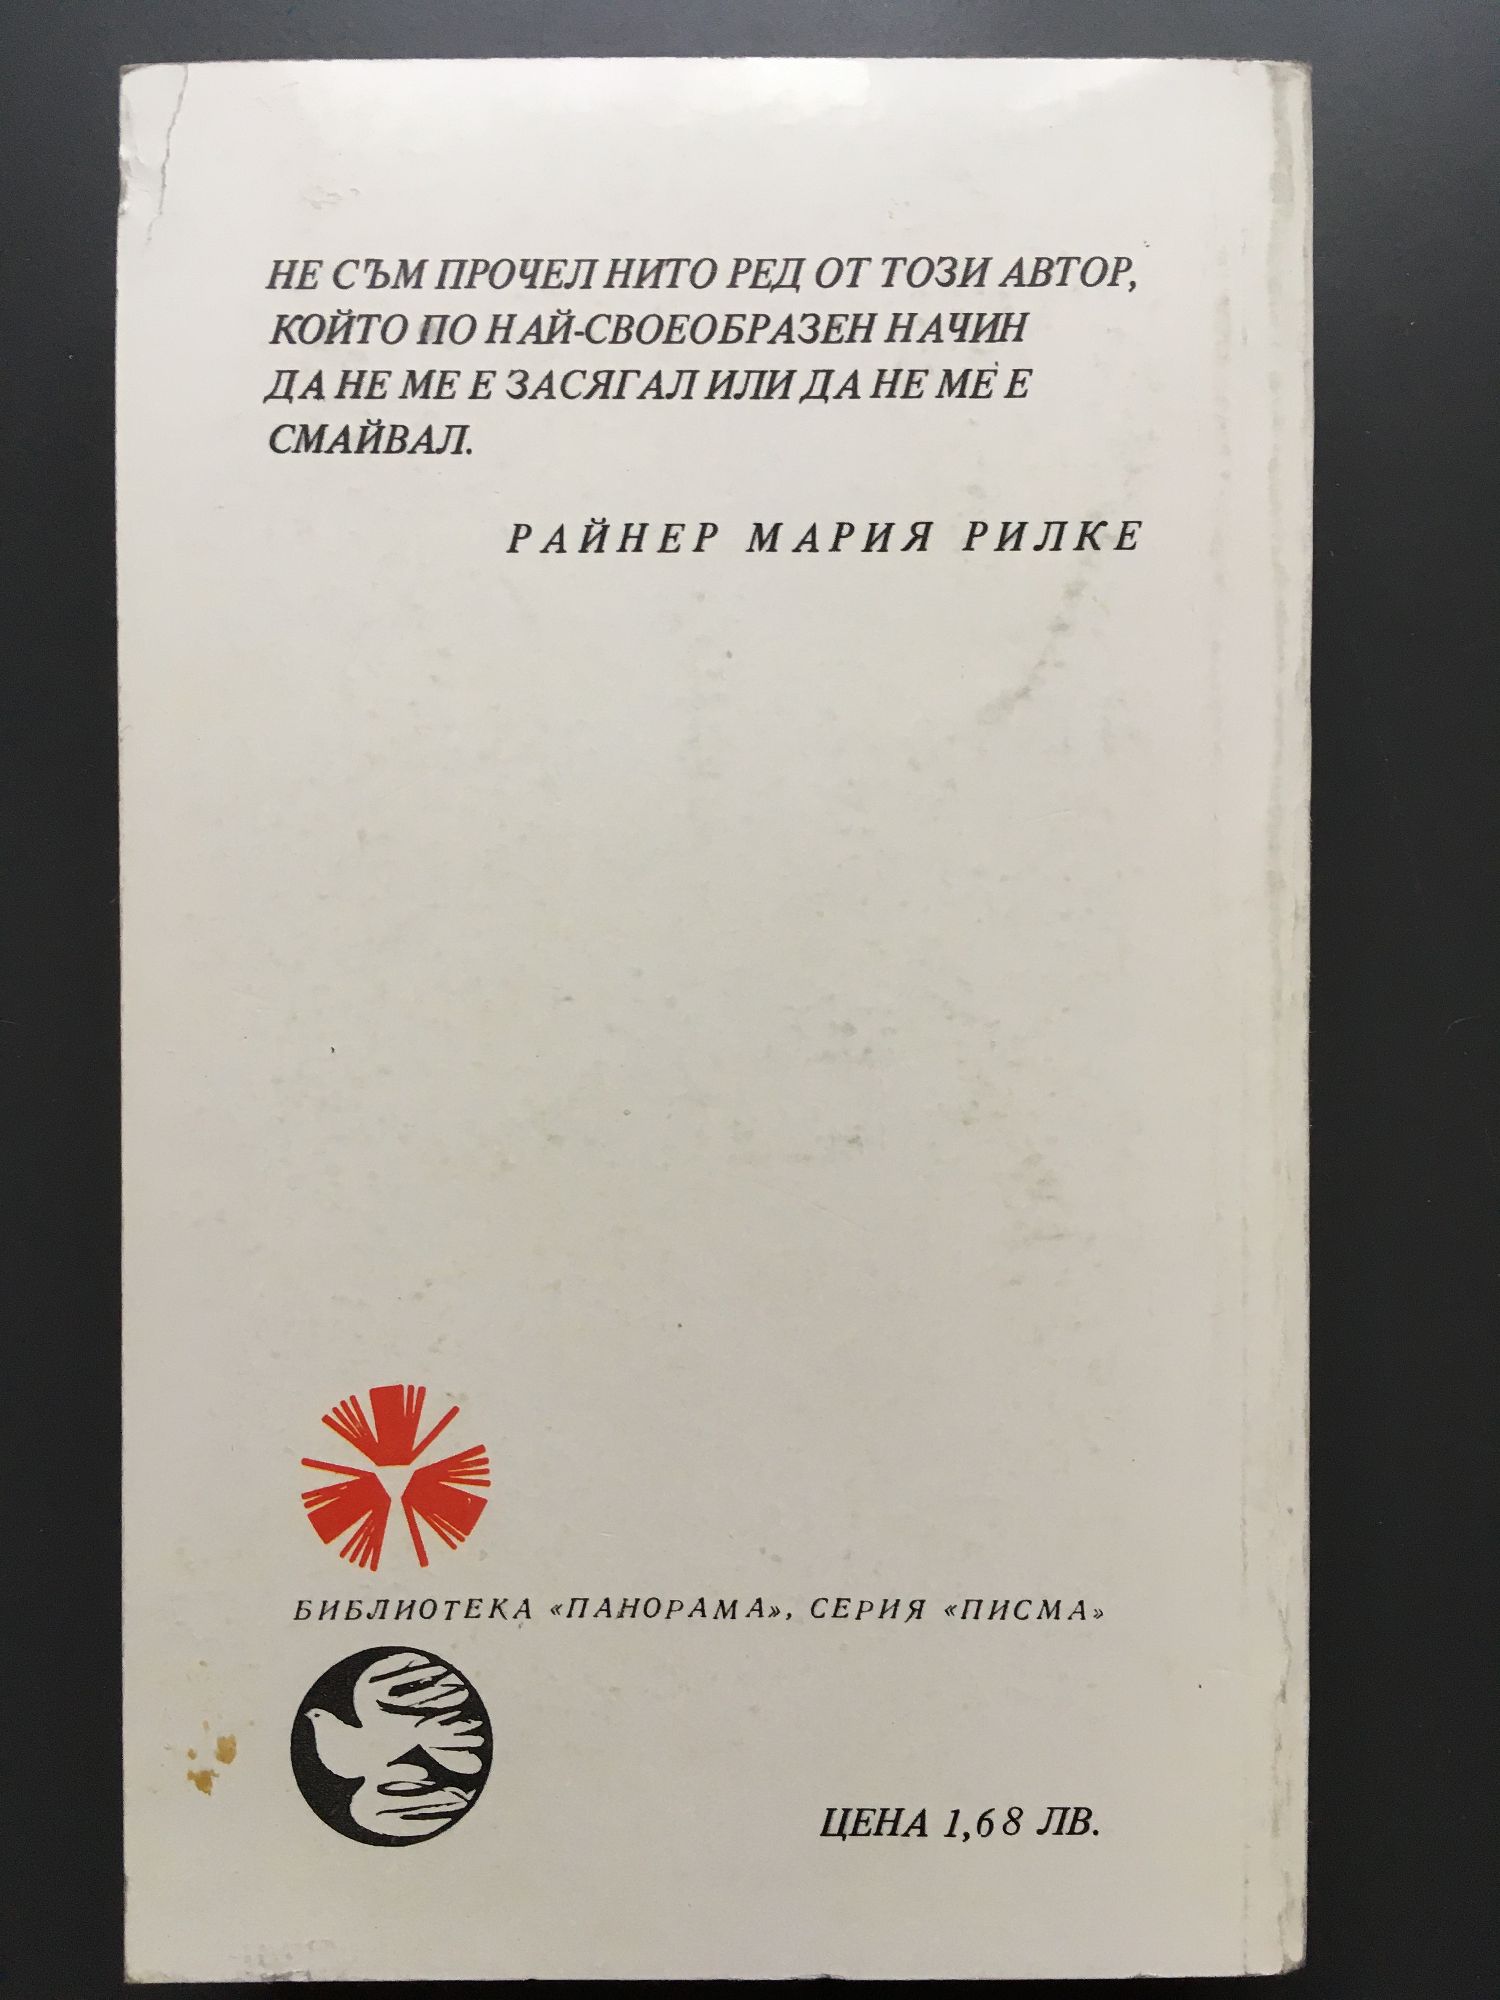 НЕ СЪМ ПРОЧЕЛ НИТО РЕД ОТ ТОЗИ АВТОР,
КОЙТО ПО НАЙ-СВОЕОБРАЗЕН НАЧИН
ДА НЕ МЕ Е ЗАСЯГАЛ ИЛИ ДА НЕ МЕ Е
СМАЙВАЛ.
РАЙНЕР МАРИЯ РИЛКЕ
БИБЛИОТЕКА «ПАНОРАМА», СЕРИЯ «ПИСМА»
ЦЕНА 1,68 ЛВ.